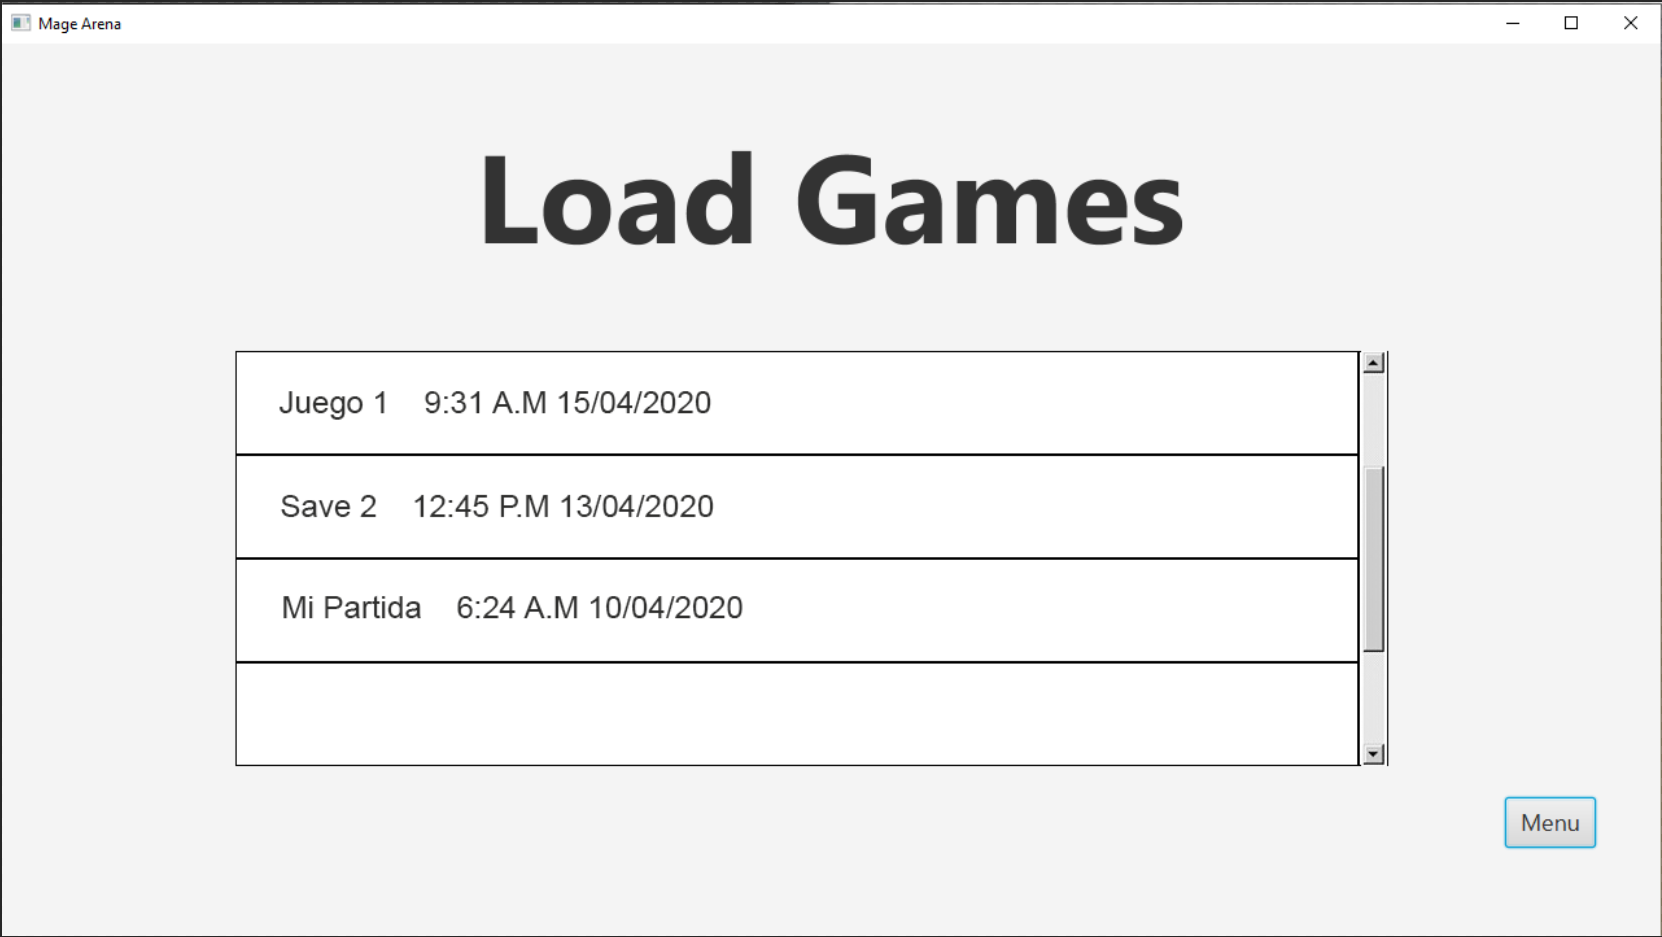 Mage Arena
Load Games
Juego 1 9:31 A.M 15/04/2020
Save 2 12:45 P.M 13/04/2020
Mi Partida 6:24 A.M 10/04/2020
Menu